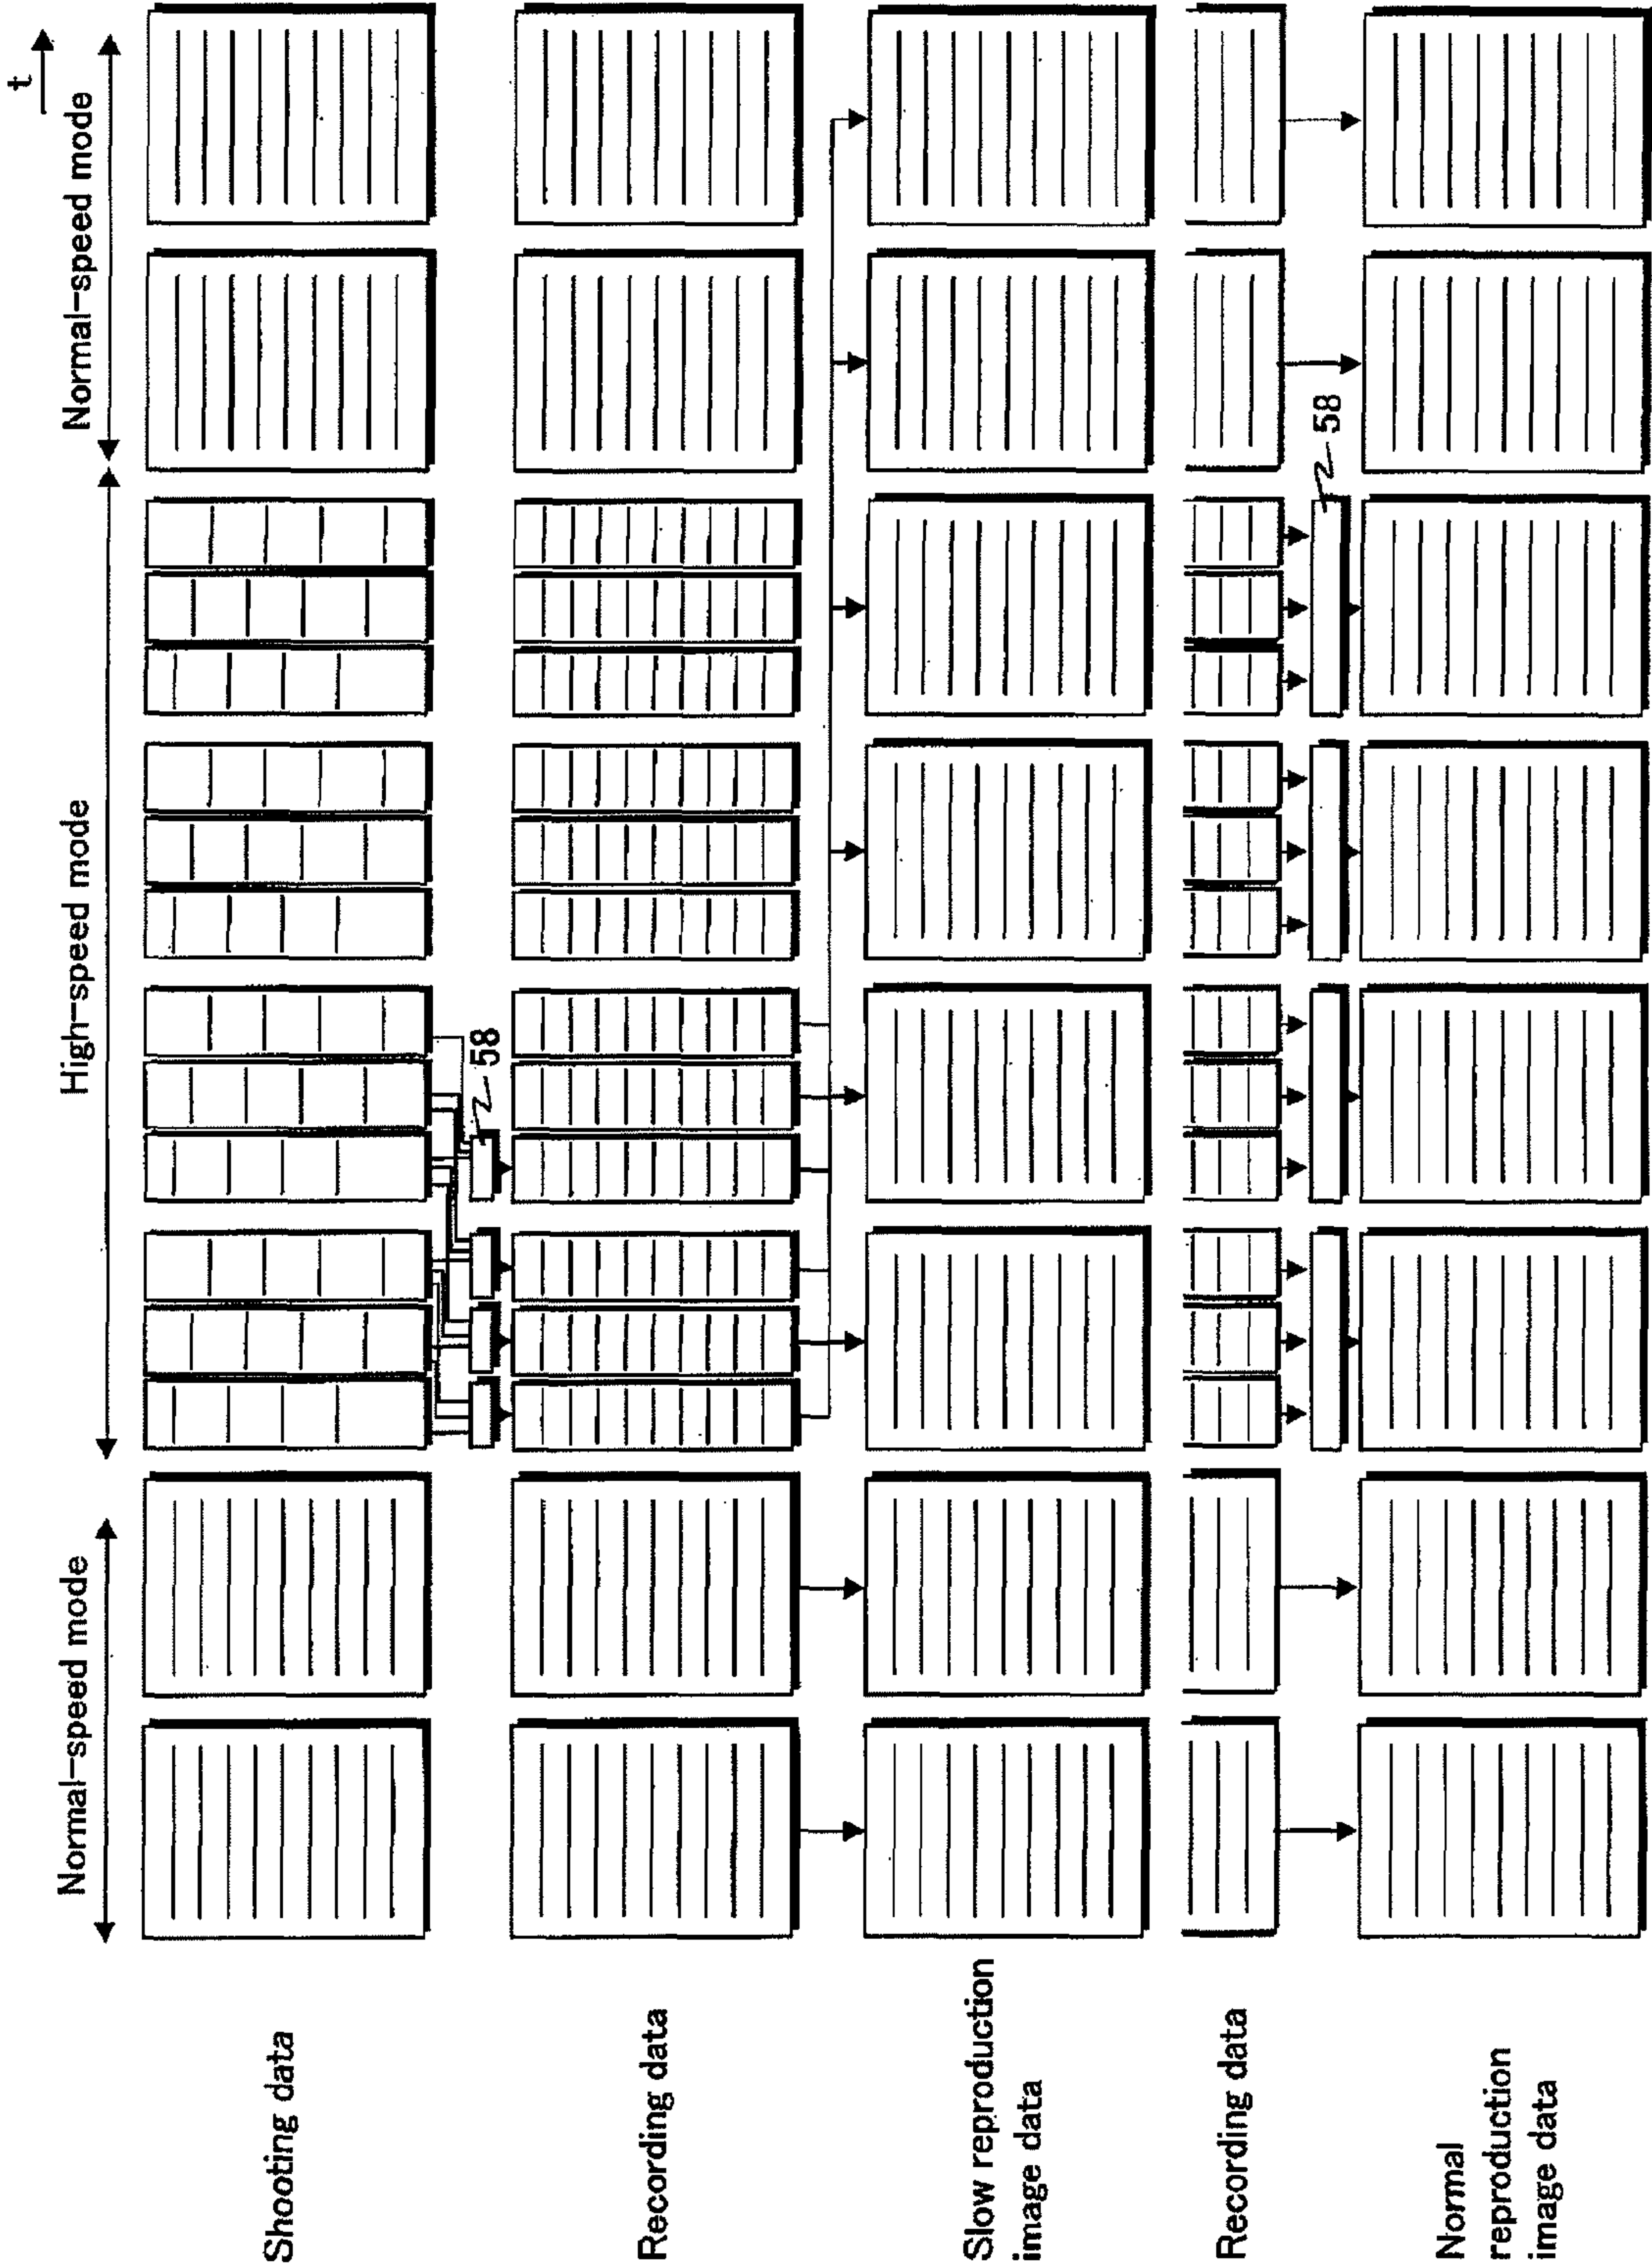 t
Normal-speed mode
High-speed mode
Normal-speed mode
Shooting data
58
Recording data
Slow reproduction
image data
Recording data
58
Normal
reproduction
image data